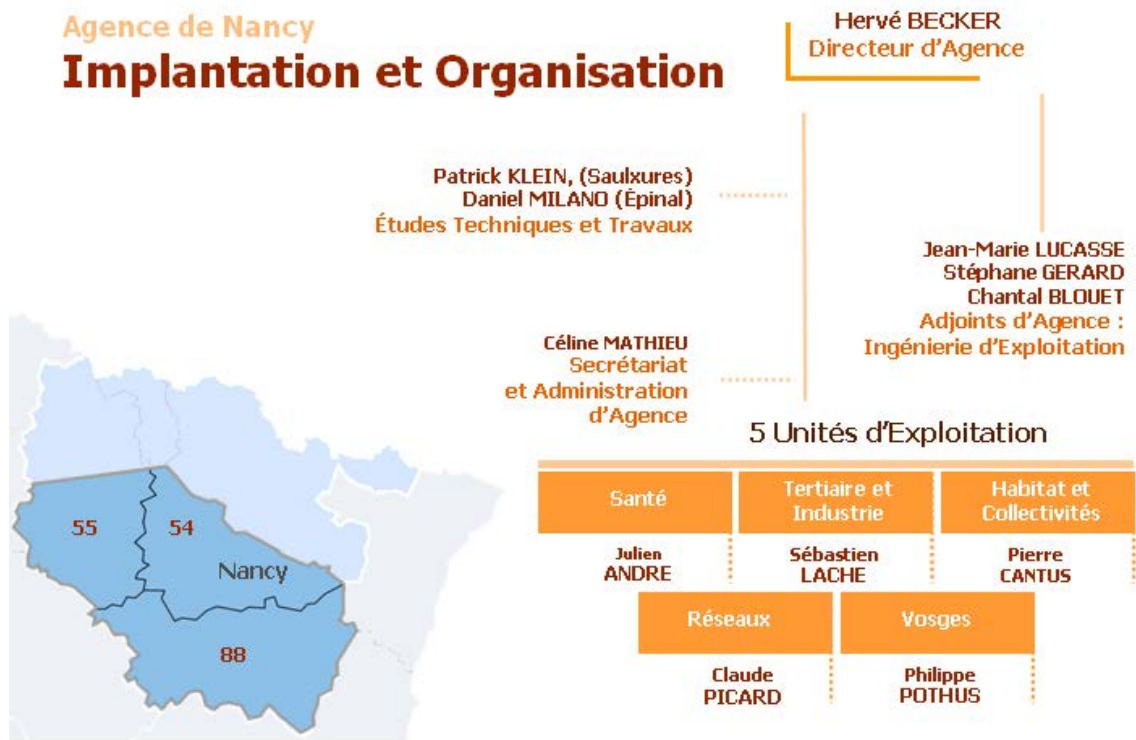 Agence de Nancy
Implantation et Organisation
Hervé BECKER
Directeur d'Agence
Patrick KLEIN, (Saulxures)
Daniel MILANO (Épinal)
Études Techniques et Travaux
Jean-Marie LUCASSE
Stéphane GERARD
Chantal BLOUET
Adjoints d'Agence :
Ingénierie d'Exploitation
Céline MATHIEU
Secrétariat
et Administration
d'Agence
5 Unités d'Exploitation
Santé
Julien
ANDRE
Tertiaire et
Industrie
Sébastien
LACHE
Habitat et
Collectivités
Pierre
CANTUS
Réseaux
Claude
PICARD
Vosges
Philippe
POTHUS
55
54
Nancy
88